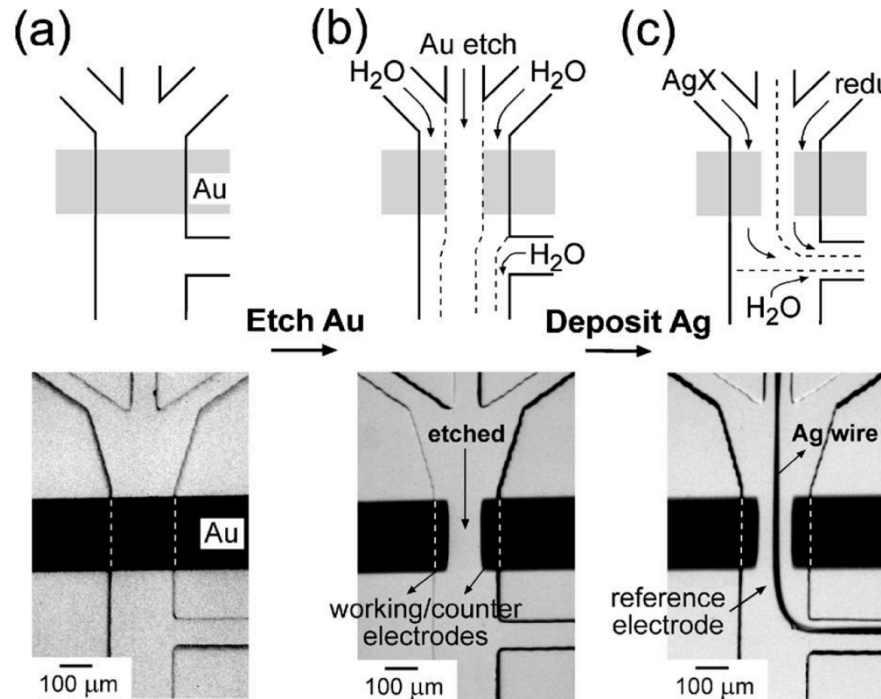 (a)
(b)
(c)
Au etch
H₂O
H₂O
AgX
redu
Au
H₂O
H₂O
Etch Au
Deposit Ag
etched
Ag wire
Au
working/counter
electrodes
reference
electrode
100 μm
100 μm
100 μm